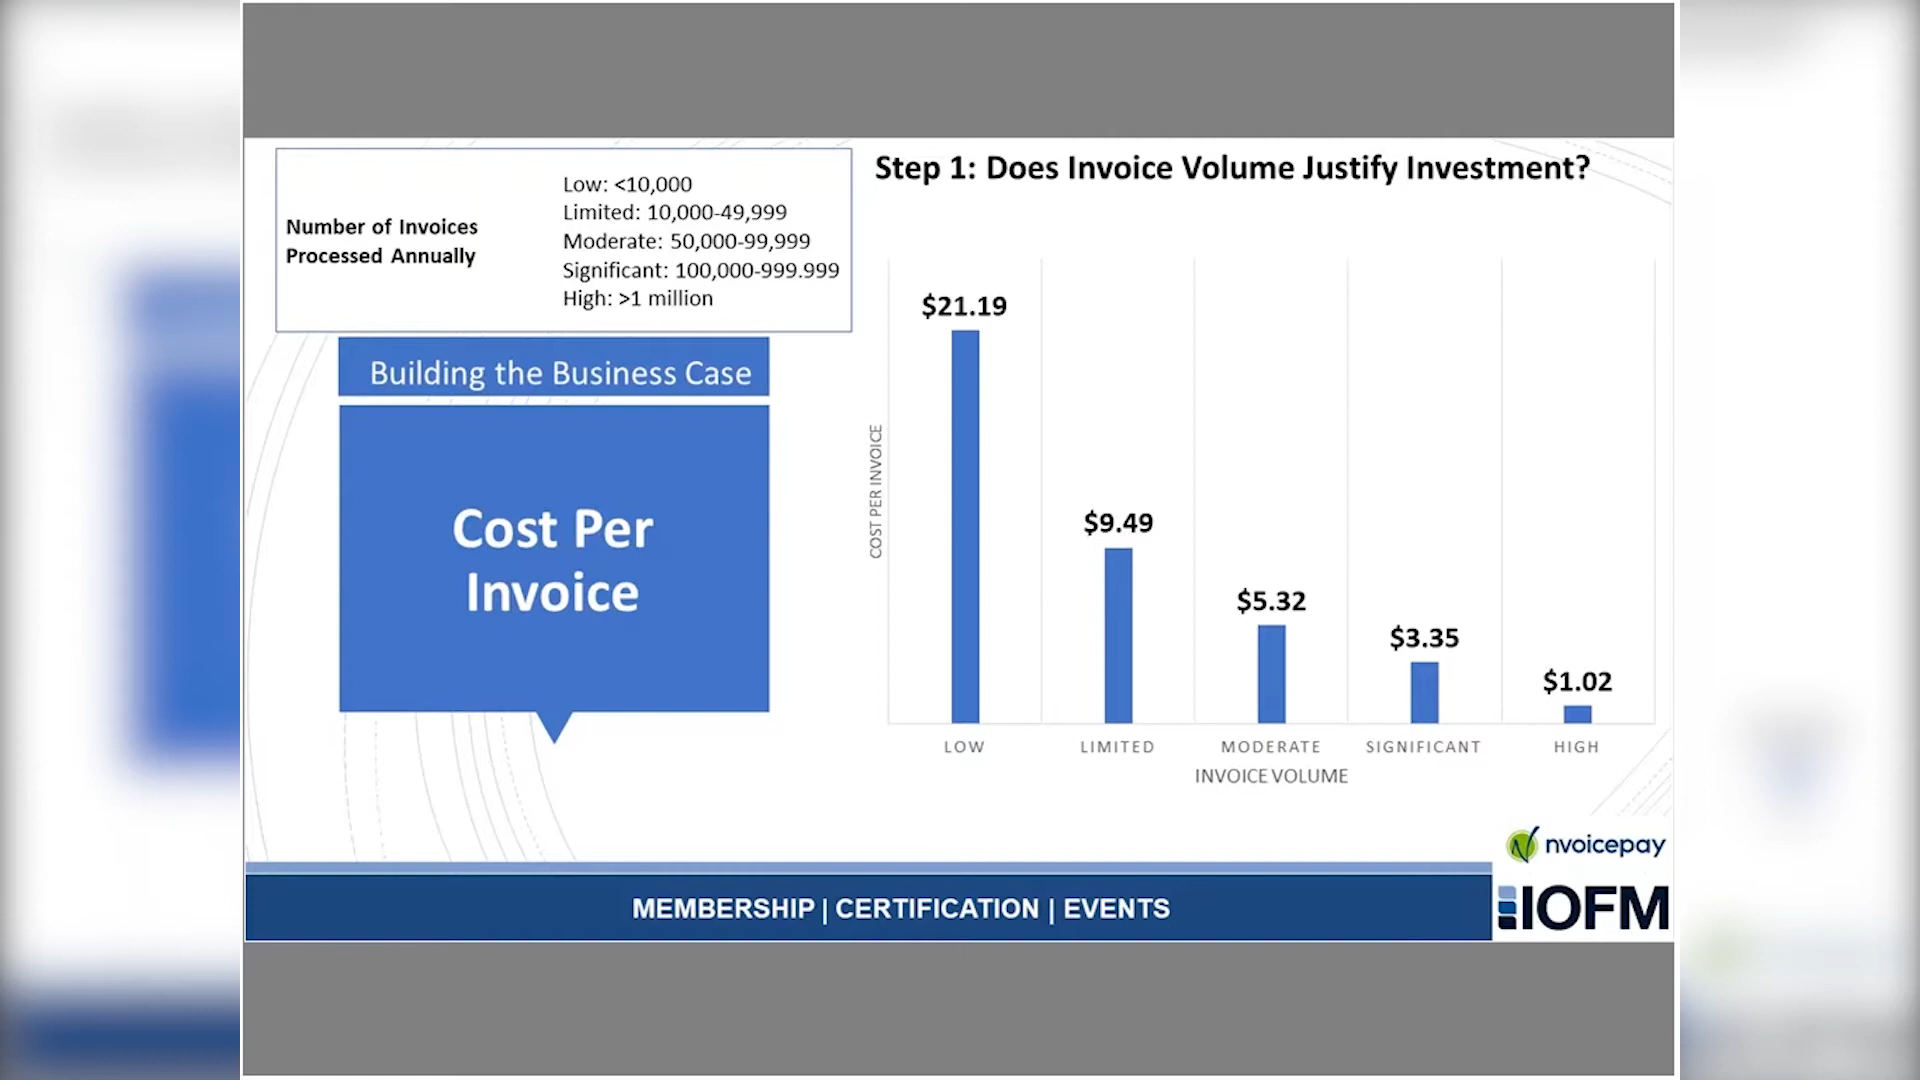 Number of Invoices
Processed Annually
Low: <10,000
Limited: 10,000-49,999
Moderate: 50,000-99,999
Significant: 100,000-999.999
High: >1 million
Building the Business Case
Cost Per
Invoice
Step 1: Does Invoice Volume Justify Investment?
COST PER INVOICE
$21.19
$9.49
$5.32
$3.35
$1.02
LOW
LIMITED
MODERATE
SIGNIFICANT
HIGH
INVOICE VOLUME
nvoicepay
MEMBERSHIP | CERTIFICATION | EVENTS
IOFM